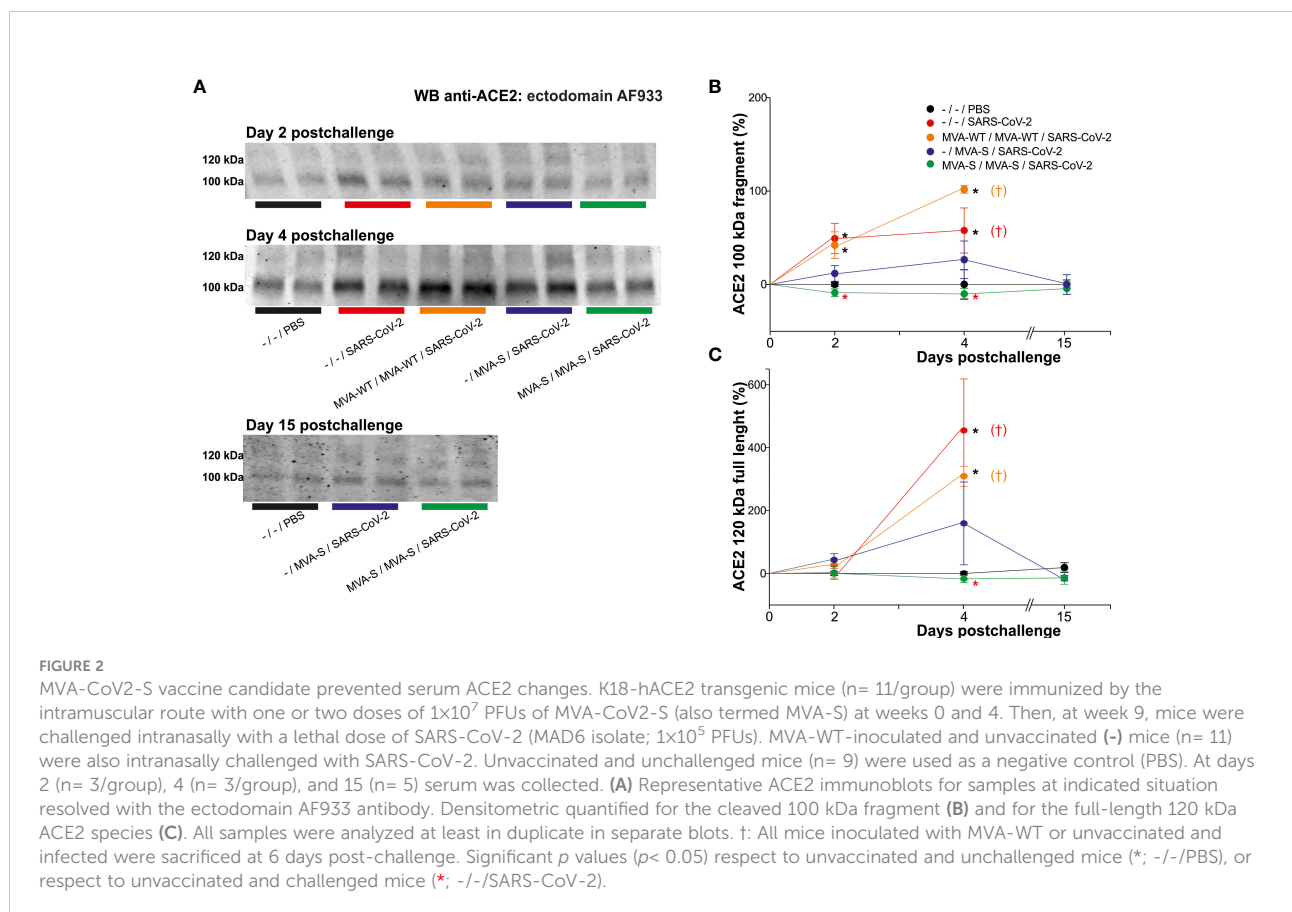 A
WB anti-ACE2: ectodomain AF933
Day 2 postchallenge
120 kDa
100 kDa
Day 4 postchallenge
120 kDa
100 kDa
- / - / PBS
- / - / SARS-CoV-2
MVA-WT / MVA-WT / SARS-CoV-2
- / MVA-S / SARS-CoV-2
MVA-S / MVA-S / SARS-CoV-2
Day 15 postchallenge
120 kDa
100 kDa
- / - / PBS
- / MVA-S / SARS-CoV-2
MVA-S / MVA-S / SARS-CoV-2
B
ACE2 100 kDa fragment (%)
200
100
0
- / - / PBS
- / - / SARS-CoV-2
MVA-WT / MVA-WT / SARS-CoV-2
- / MVA-S / SARS-CoV-2
MVA-S / MVA-S / SARS-CoV-2
* (†)
* (†)
*
*
*
*
0 2 4 15
Days postchallenge
C
ACE2 120 kDa full lenght (%)
600
400
200
0
* (†)
* (†)
*
0 2 4 15
Days postchallenge
FIGURE 2
MVA-CoV2-S vaccine candidate prevented serum ACE2 changes. K18-hACE2 transgenic mice (n= 11/group) were immunized by the
intramuscular route with one or two doses of 1×10⁷ PFUs of MVA-CoV2-S (also termed MVA-S) at weeks 0 and 4. Then, at week 9, mice were
challenged intranasally with a lethal dose of SARS-CoV-2 (MAD6 isolate; 1×10⁵ PFUs). MVA-WT-inoculated and unvaccinated (-) mice (n= 11)
were also intranasally challenged with SARS-CoV-2. Unvaccinated and unchallenged mice (n= 9) were used as a negative control (PBS). At days
2 (n= 3/group), 4 (n= 3/group), and 15 (n= 5) serum was collected. (A) Representative ACE2 immunoblots for samples at indicated situation
resolved with the ectodomain AF933 antibody. Densitometric quantified for the cleaved 100 kDa fragment (B) and for the full-length 120 kDa
ACE2 species (C). All samples were analyzed at least in duplicate in separate blots. †: All mice inoculated with MVA-WT or unvaccinated and
infected were sacrificed at 6 days post-challenge. Significant p values (p< 0.05) respect to unvaccinated and unchallenged mice (*; -/-/PBS), or
respect to unvaccinated and challenged mice (*; -/-/SARS-CoV-2).